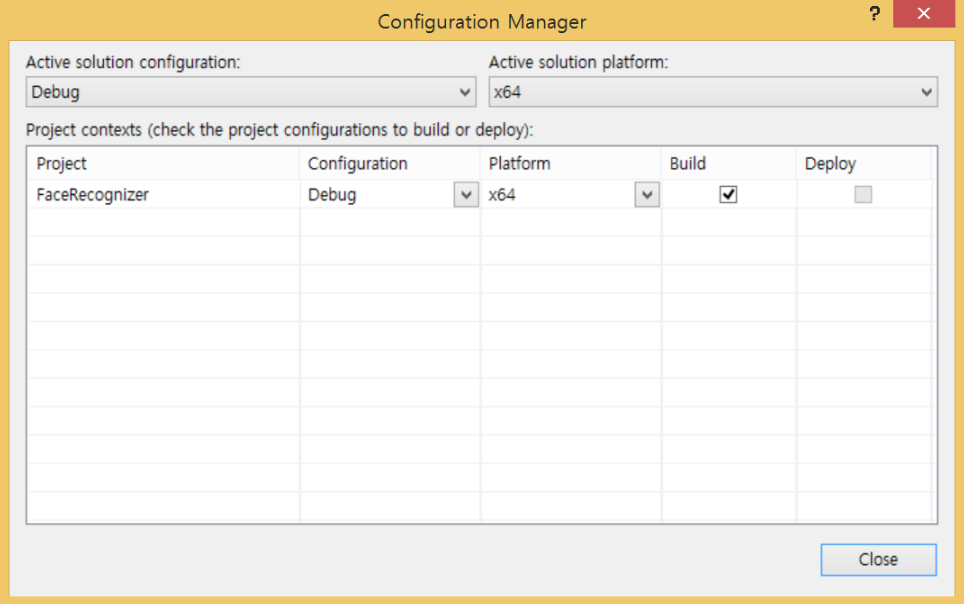 Configuration Manager
?
Active solution configuration: Active solution platform:
Debug x64
Project contexts (check the project configurations to build or deploy):
Project Configuration Platform Build Deploy
FaceRecognizer Debug x64
Close